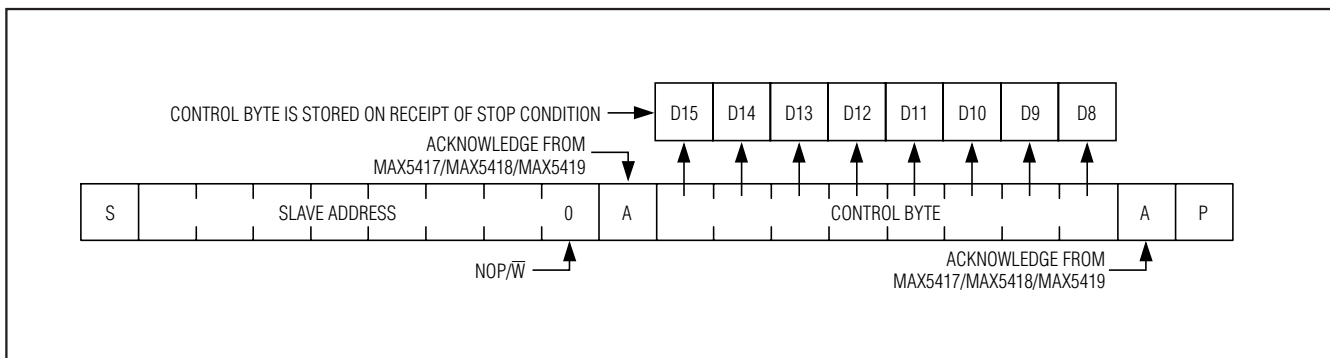 CONTROL BYTE IS STORED ON RECEIPT OF STOP CONDITION D15 D14 D13 D12 D11 D10 D9 D8
ACKNOWLEDGE FROM
MAX5417/MAX5418/MAX5419
S SLAVE ADDRESS 0 A CONTROL BYTE A P
NOP/W̅
ACKNOWLEDGE FROM
MAX5417/MAX5418/MAX5419